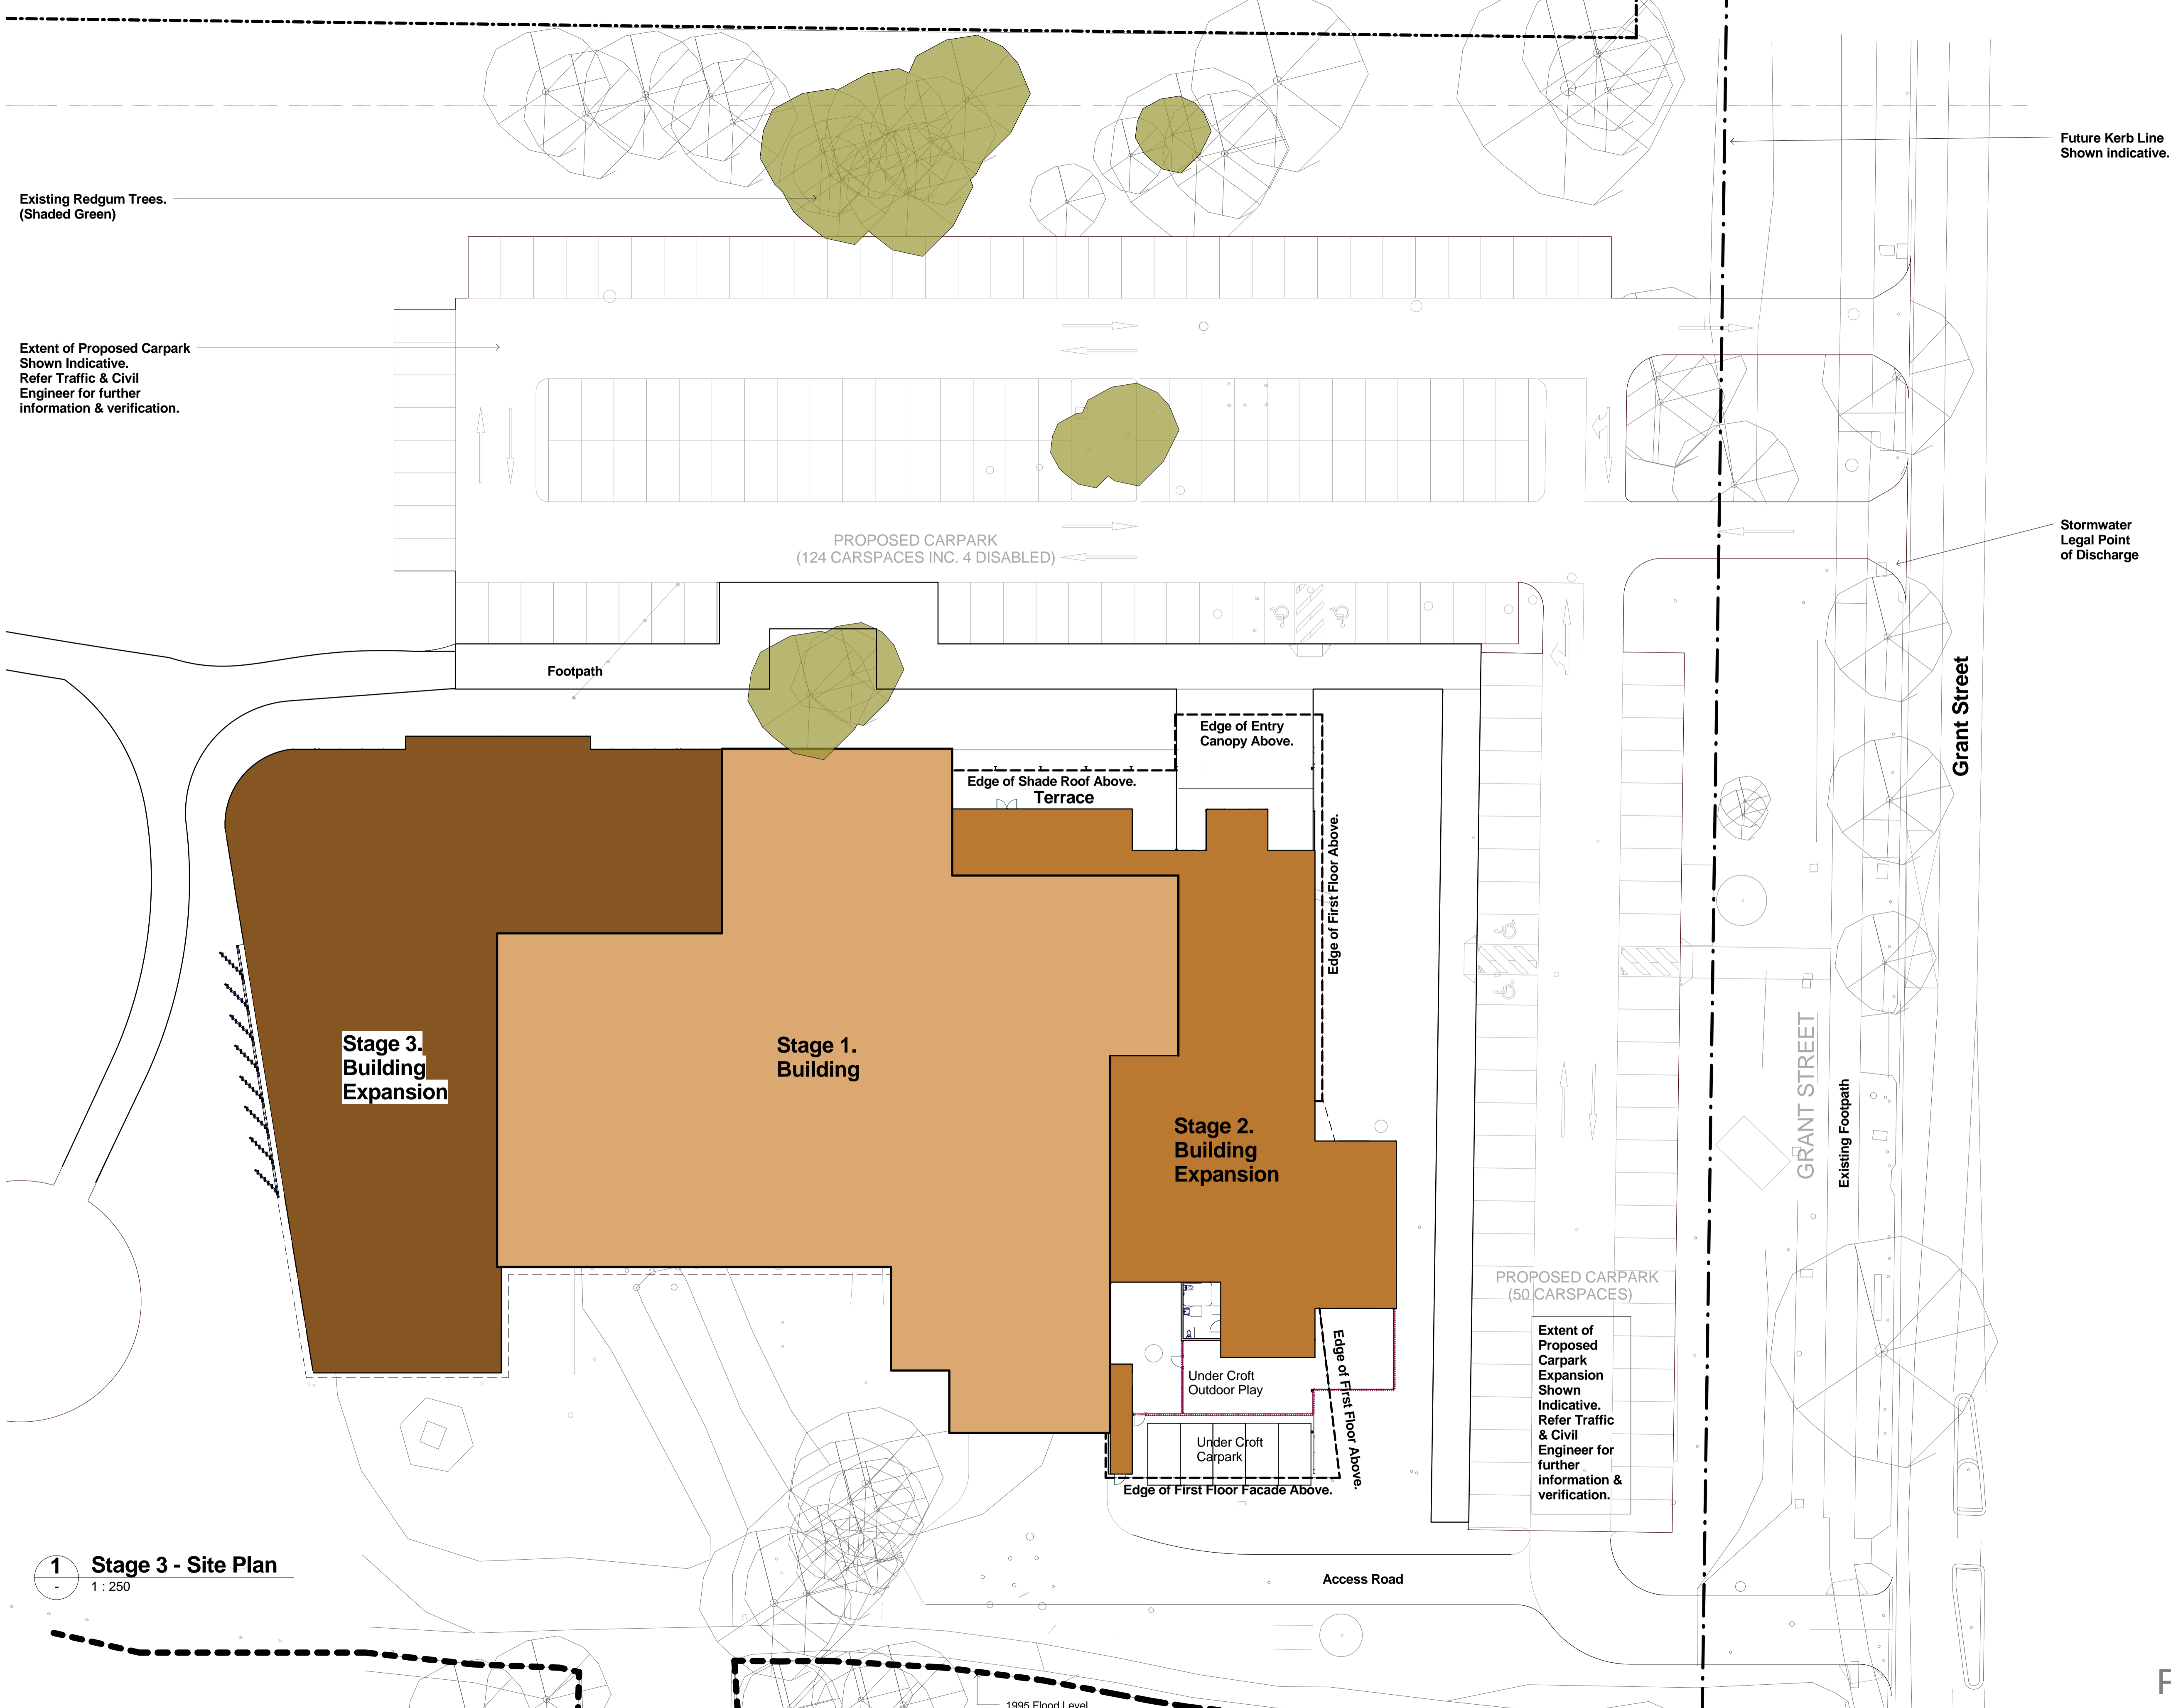 Future Kerb Line
Shown indicative.
Existing Redgum Trees.
(Shaded Green)
Extent of Proposed Carpark
Shown Indicative.
Refer Traffic & Civil
Engineer for further
information & verification.
PROPOSED CARPARK
(124 CARSPACES INC. 4 DISABLED)
Stormwater
Legal Point
of Discharge
Footpath
Grant Street
Edge of Entry
Canopy Above.
Edge of Shade Roof Above.
Terrace
Edge of First Floor Above.
Stage 3.
Building
Expansion
Stage 1.
Building
Stage 2.
Building
Expansion
GRANT STREET
Existing Footpath
PROPOSED CARPARK
(50 CARSPACES)
Extent of
Proposed
Carpark
Expansion
Shown
Indicative.
Refer Traffic
& Civil
Engineer for
further
information &
verification.
Under Croft
Outdoor Play
Edge of First Floor Above.
Under Croft
Carpark
Edge of First Floor Facade Above.
1
-
Stage 3 - Site Plan
1 : 250
Access Road
1995 Flood Level